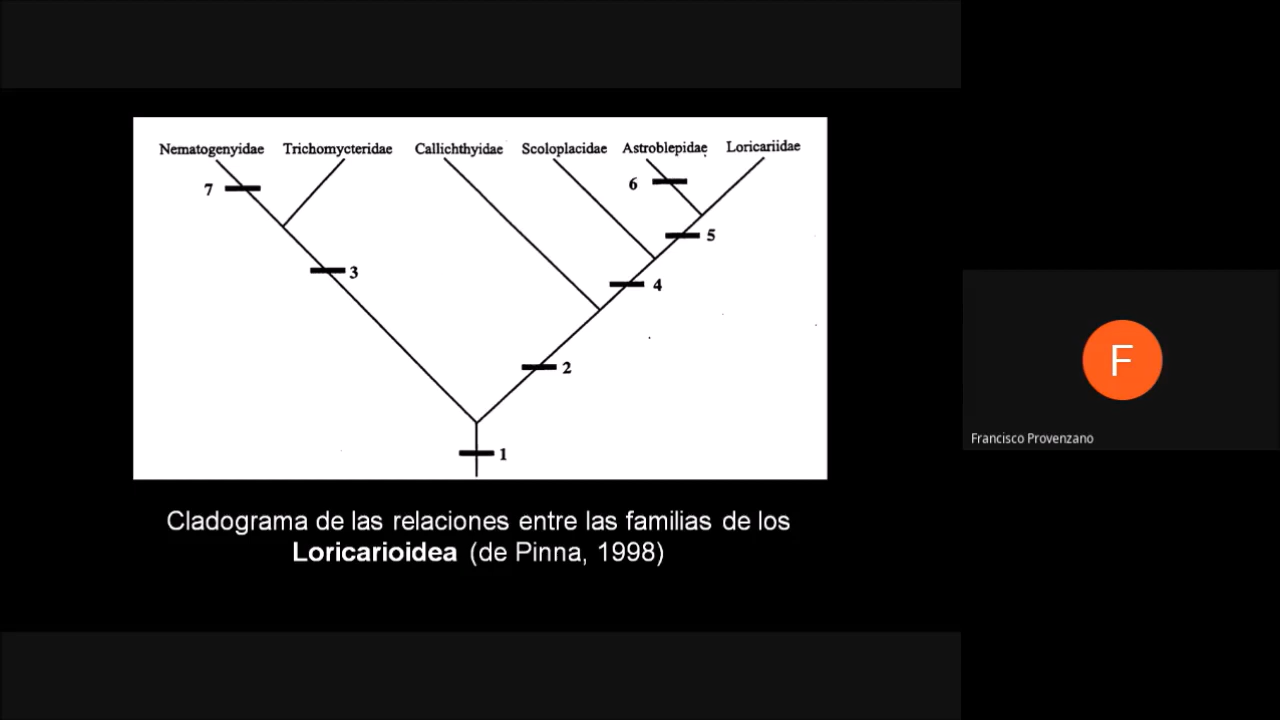 Nematogenyidae Trichomycteridae Callichthyidae Scoloplacidae Astroblepidae Loricariidae
7
6
5
3
4
2
1
F
Francisco Provenzano
Cladograma de las relaciones entre las familias de los
Loricarioidea (de Pinna, 1998)